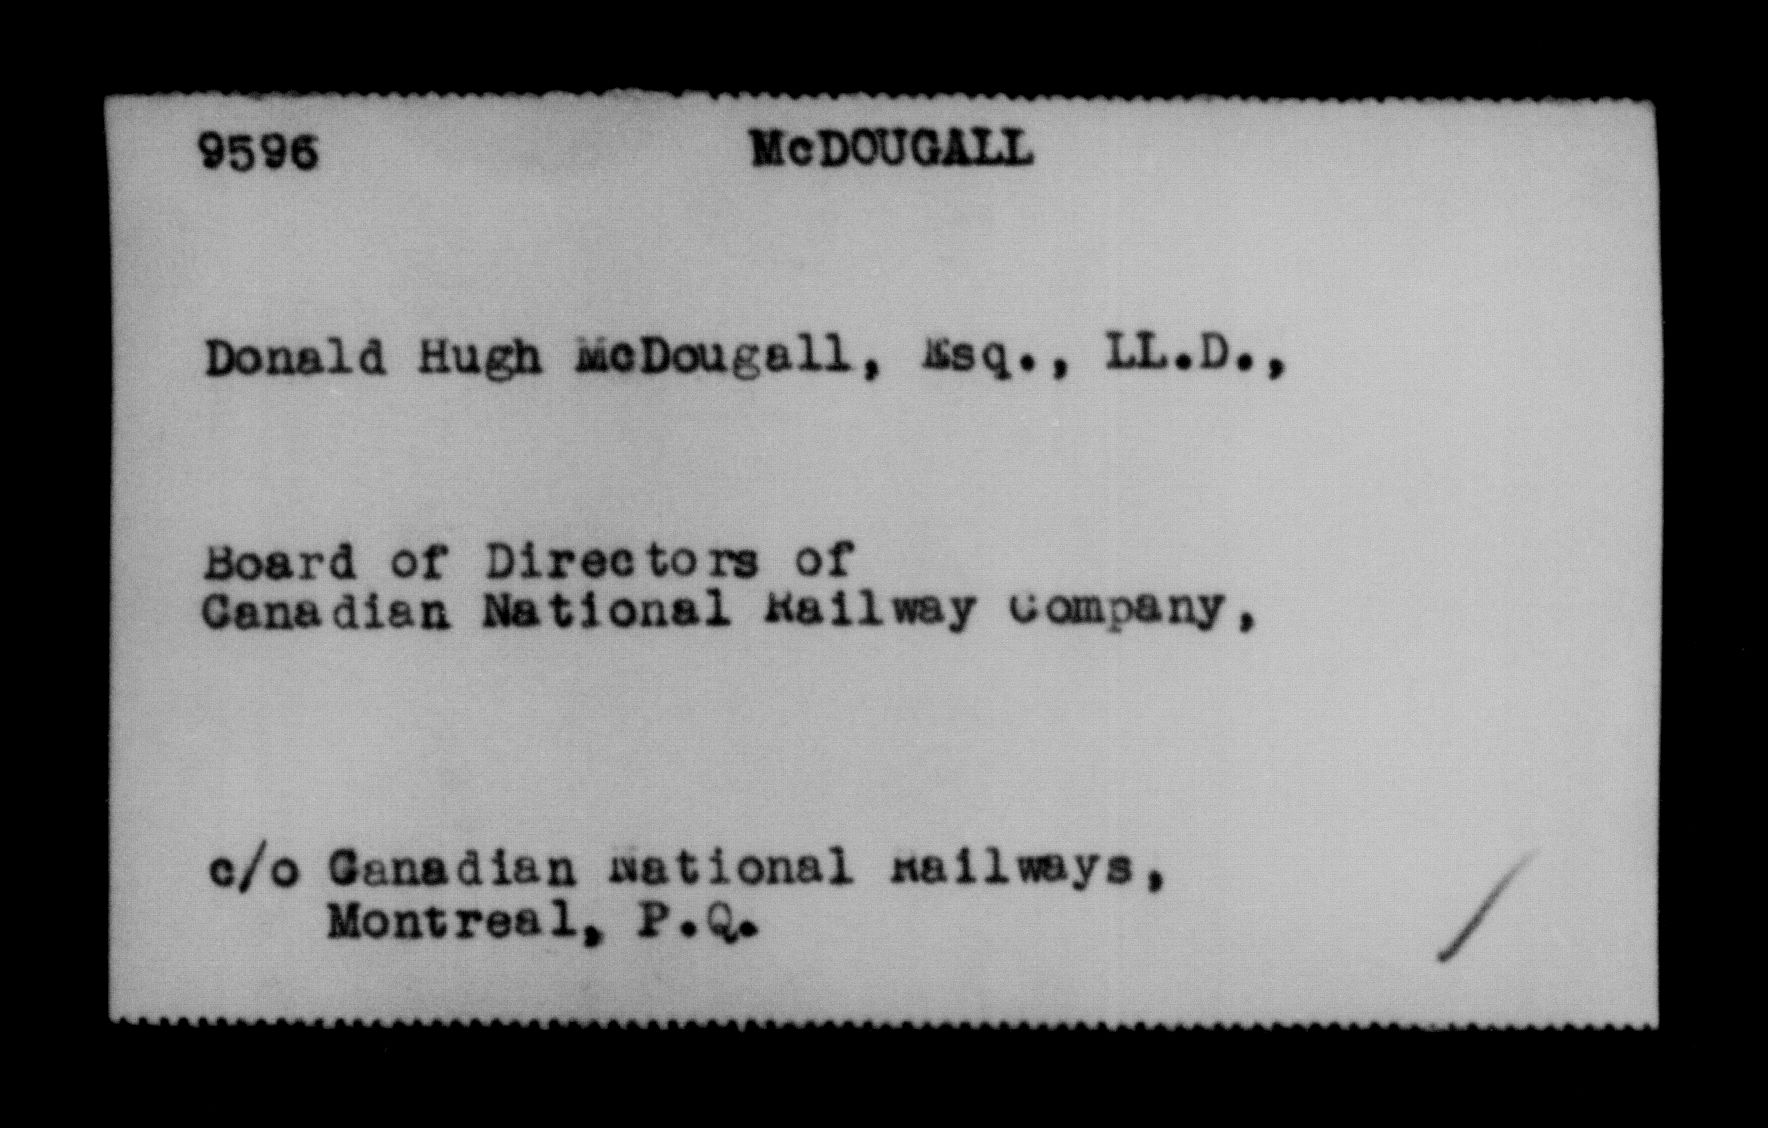 9596 McDOUGALL
Donald Hugh McDougall, Esq., LL.D.,
Board of Directors of
Canadian National Railway Company,
c/o Canadian National Railways,
Montreal, P.Q.